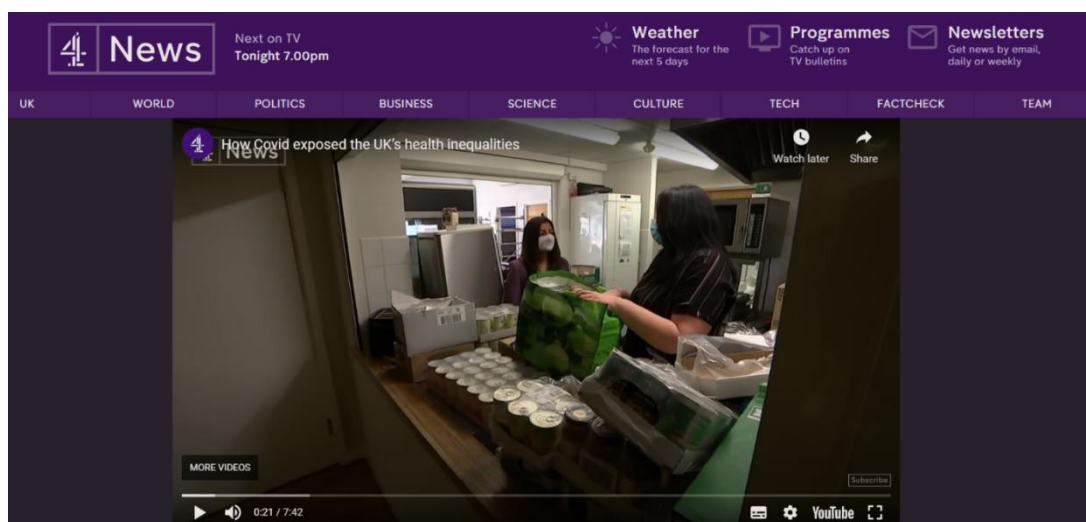 4 News
Next on TV
Tonight 7.00pm
Weather
The forecast for the
next 5 days
Programmes
Catch up on
TV bulletins
Newsletters
Get news by email,
daily or weekly
UK WORLD POLITICS BUSINESS SCIENCE CULTURE TECH FACTCHECK TEAM
4 How Covid exposed the UK's health inequalities
4 News
Watch later Share
MORE VIDEOS
Subscribe
0:21 / 7:42
YouTube